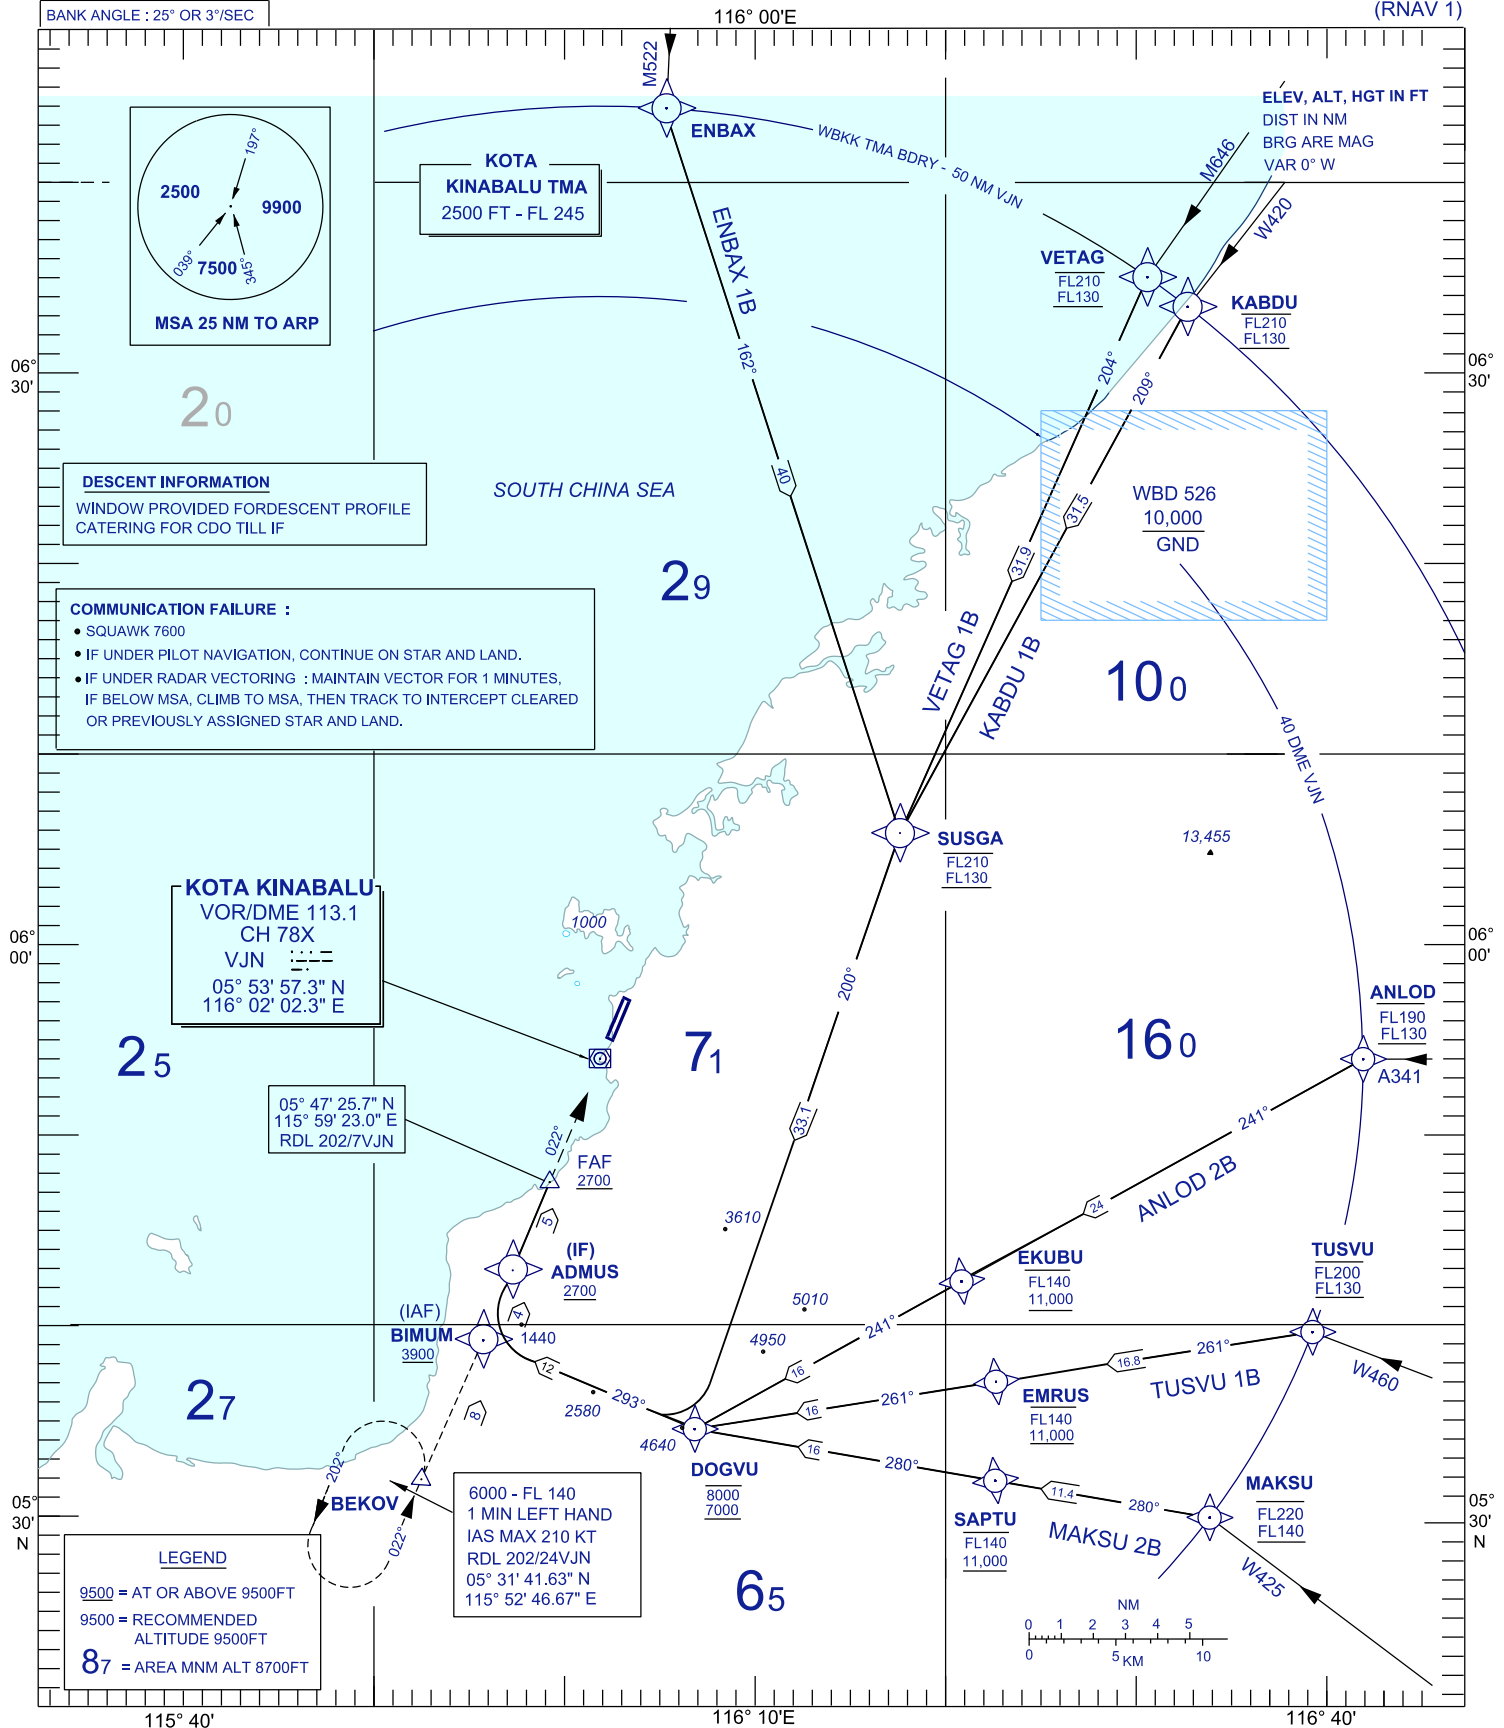 BANK ANGLE : 25° OR 3°/SEC
116° 00'E
(RNAV 1)
M522
ENBAX
WBKK TMA BDRY - 50 NM VJN
ELEV, ALT, HGT IN FT
DIST IN NM
BRG ARE MAG
VAR 0° W
M646
W420
197°
2500
9900
039°
7500
345°
MSA 25 NM TO ARP
KOTA
KINABALU TMA
2500 FT - FL 245
ENBAX 1B
162°
40
VETAG
FL210
FL130
KABDU
FL210
FL130
06°
30'
06°
30'
20
204°
209°
DESCENT INFORMATION
WINDOW PROVIDED FORDESCENT PROFILE
CATERING FOR CDO TILL IF
SOUTH CHINA SEA
WBD 526
10,000
GND
31.5
31.9
29
COMMUNICATION FAILURE :
• SQUAWK 7600
• IF UNDER PILOT NAVIGATION, CONTINUE ON STAR AND LAND.
• IF UNDER RADAR VECTORING : MAINTAIN VECTOR FOR 1 MINUTES,
IF BELOW MSA, CLIMB TO MSA, THEN TRACK TO INTERCEPT CLEARED
OR PREVIOUSLY ASSIGNED STAR AND LAND.
VETAG 1B
KABDU 1B
100
40 DME VJN
SUSGA
FL210
FL130
13,455
KOTA KINABALU
VOR/DME 113.1
CH 78X
VJN
05° 53' 57.3" N
116° 02' 02.3" E
1000
06°
00'
06°
00'
200°
ANLOD
FL190
FL130
A341
25
71
160
05° 47' 25.7" N
115° 59' 23.0" E
RDL 202/7VJN
022°
FAF
2700
33.1
241°
ANLOD 2B
24
5
3610
(IF)
ADMUS
2700
EKUBU
FL140
11,000
TUSVU
FL200
FL130
5010
(IAF)
BIMUM
3900
4
1440
4950
241°
261°
16.8
W460
12
16
TUSVU 1B
27
293°
2580
8
16
261°
EMRUS
FL140
11,000
4640
16
280°
DOGVU
8000
7000
202°
BEKOV
022°
6000 - FL 140
1 MIN LEFT HAND
IAS MAX 210 KT
RDL 202/24VJN
05° 31' 41.63" N
115° 52' 46.67" E
11.4
280°
MAKSU
FL220
FL140
SAPTU
FL140
11,000
MAKSU 2B
W425
05°
30'
N
05°
30'
N
65
LEGEND
9500 = AT OR ABOVE 9500FT
9500 = RECOMMENDED
ALTITUDE 9500FT
87 = AREA MNM ALT 8700FT
NM
0 1 2 3 4 5
0 5 KM 10
115° 40'
116° 10'E
116° 40'